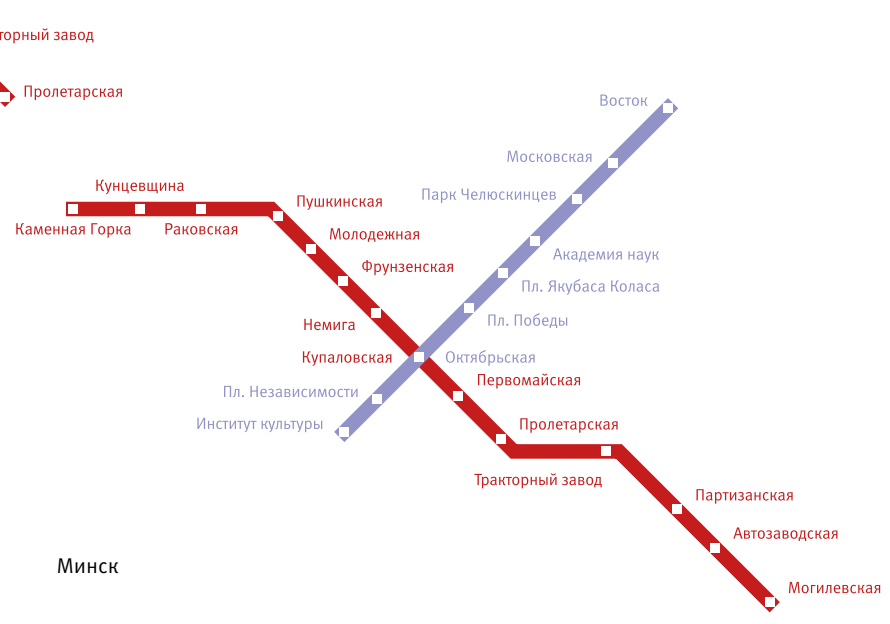 торный завод
Пролетарская
Восток
Московская
Кунцевщина
Парк Челюскинцев
Пушкинская
Каменная Горка
Раковская
Молодежная
Академия наук
Фрунзенская
Пл. Якубаса Коласа
Пл. Победы
Немига
Купаловская
Октябрьская
Первомайская
Пл. Независимости
Институт культуры
Пролетарская
Тракторный завод
Партизанская
Автозаводская
Минск
Могилевская